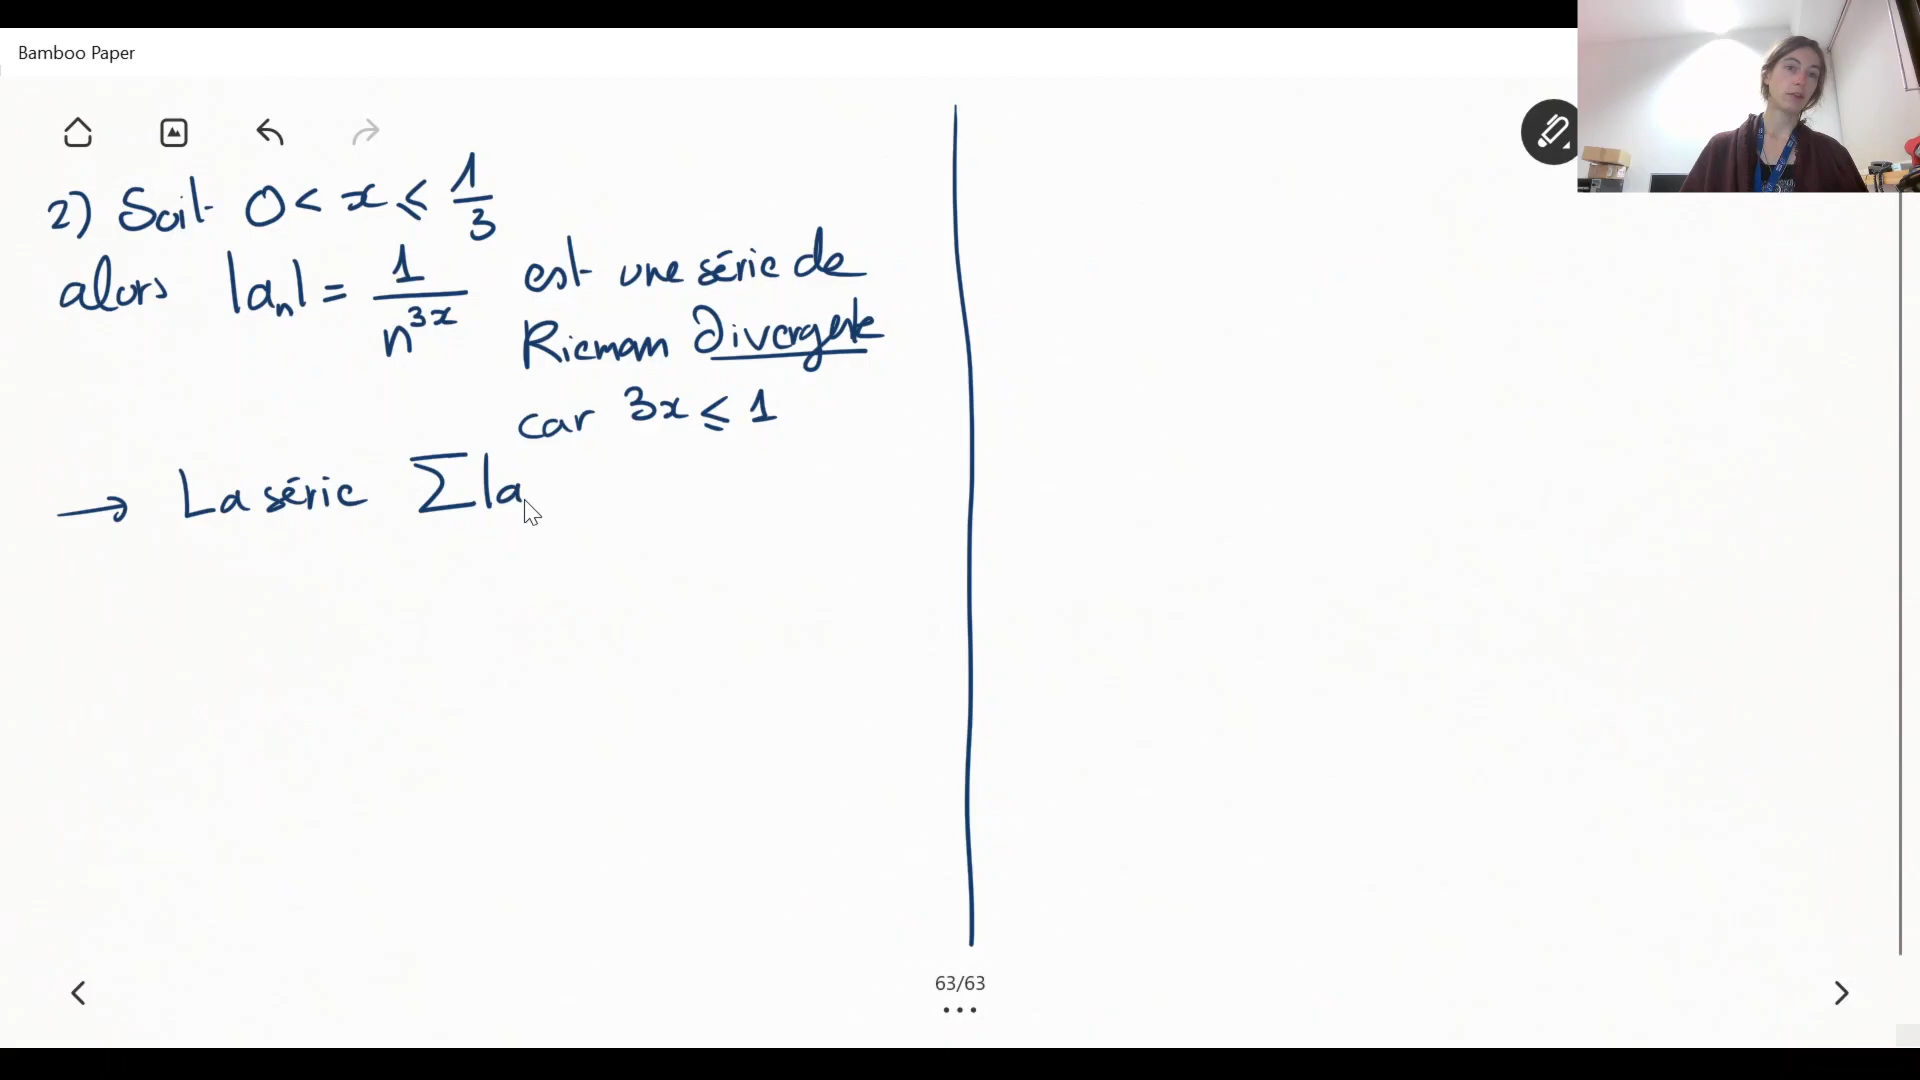 Bamboo Paper
2) Soit 0 < x ⩽ 1/3
alors |aₙ| = 1/n^{3x} est une série de
Riemann divergente
car 3x ⩽ 1
→ La série ∑|a
63/63